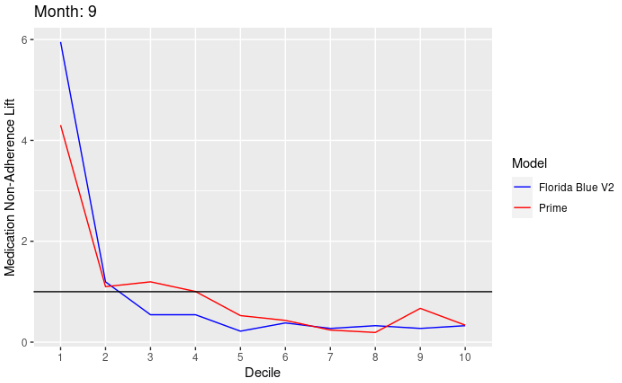 Month: 9
Medication Non-Adherence Lift
6
4
2
0
1 2 3 4 5 6 7 8 9 10
Decile
Model
Florida Blue V2
Prime